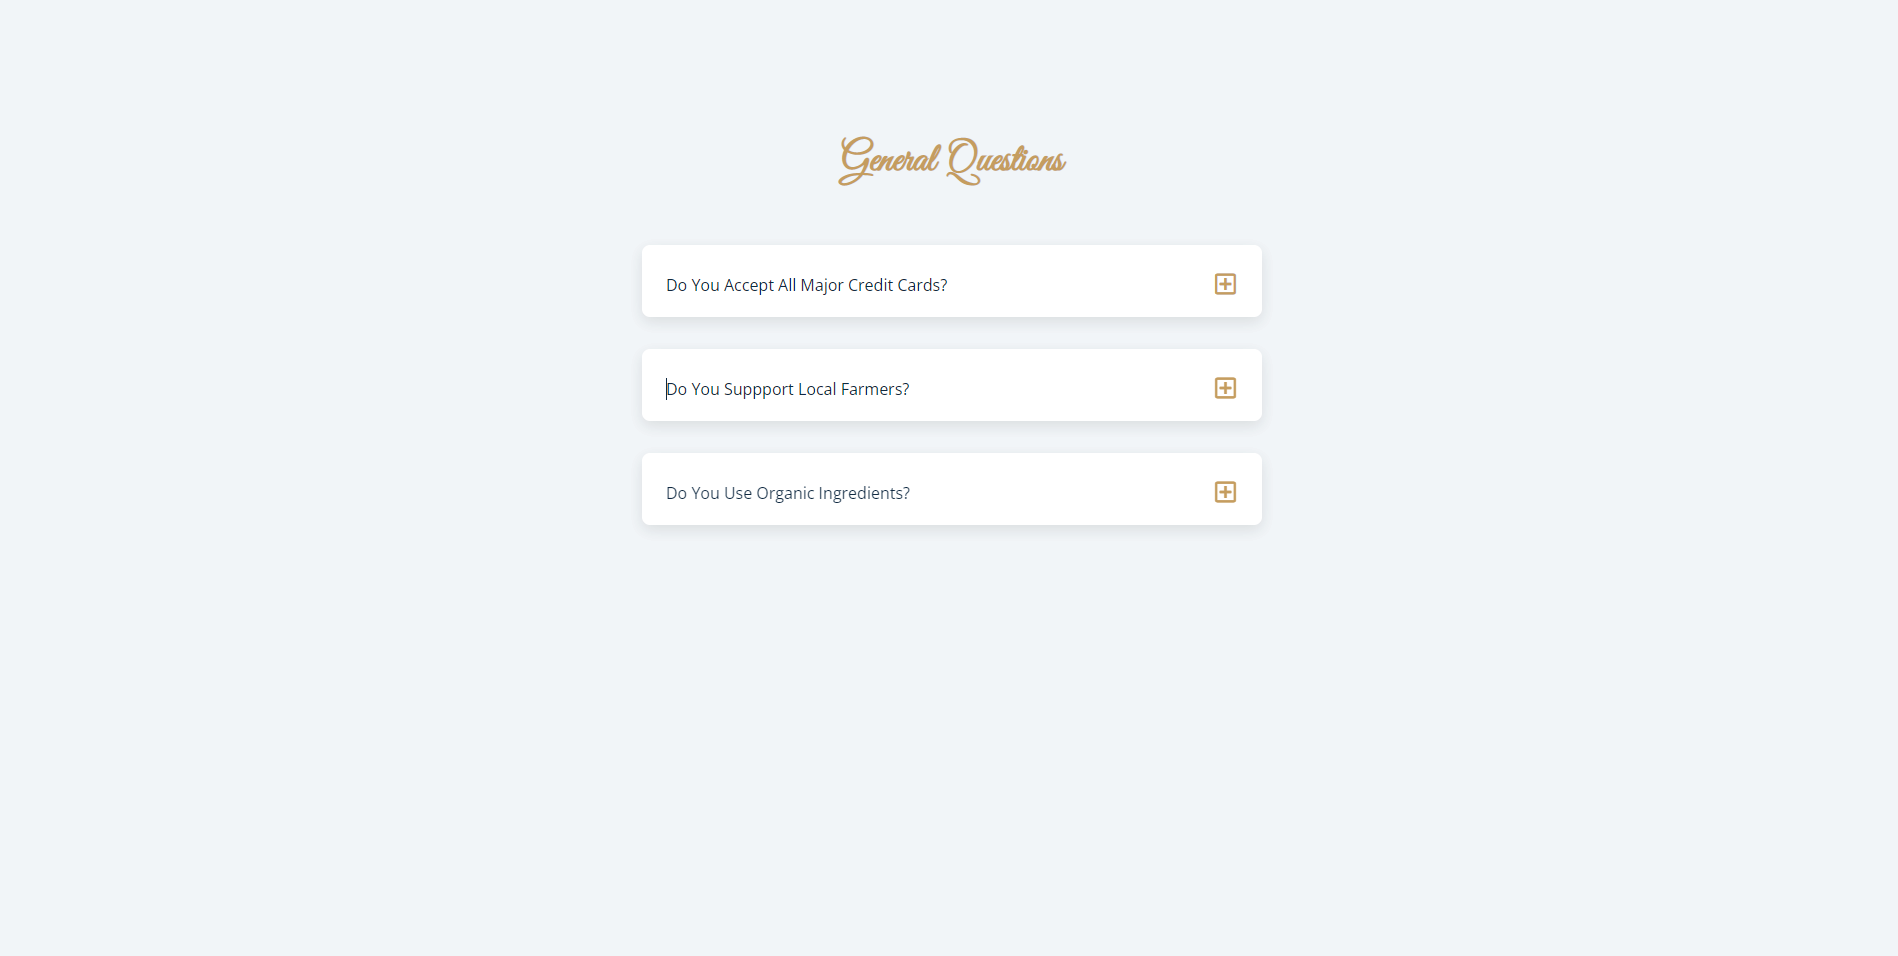 General Questions
Do You Accept All Major Credit Cards?
Do You Suppport Local Farmers?
Do You Use Organic Ingredients?